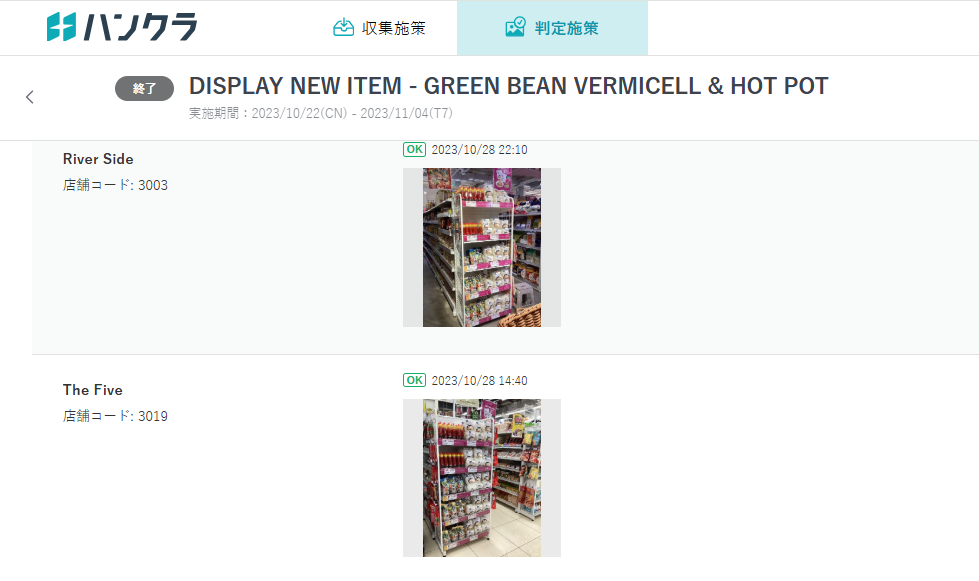 ハンクラ
収集施策
判定施策
終了
DISPLAY NEW ITEM - GREEN BEAN VERMICELL & HOT POT
実施期間：2023/10/22(CN) - 2023/11/04(T7)
River Side
店舗コード: 3003
OK 2023/10/28 22:10
The Five
店舗コード: 3019
OK 2023/10/28 14:40